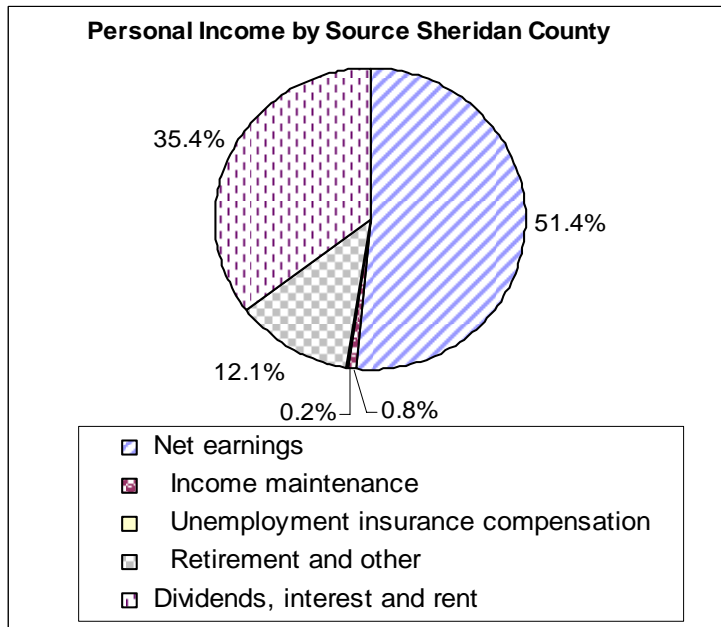 Personal Income by Source Sheridan County
35.4%
51.4%
12.1%
0.2%
0.8%
Net earnings
Income maintenance
Unemployment insurance compensation
Retirement and other
Dividends, interest and rent